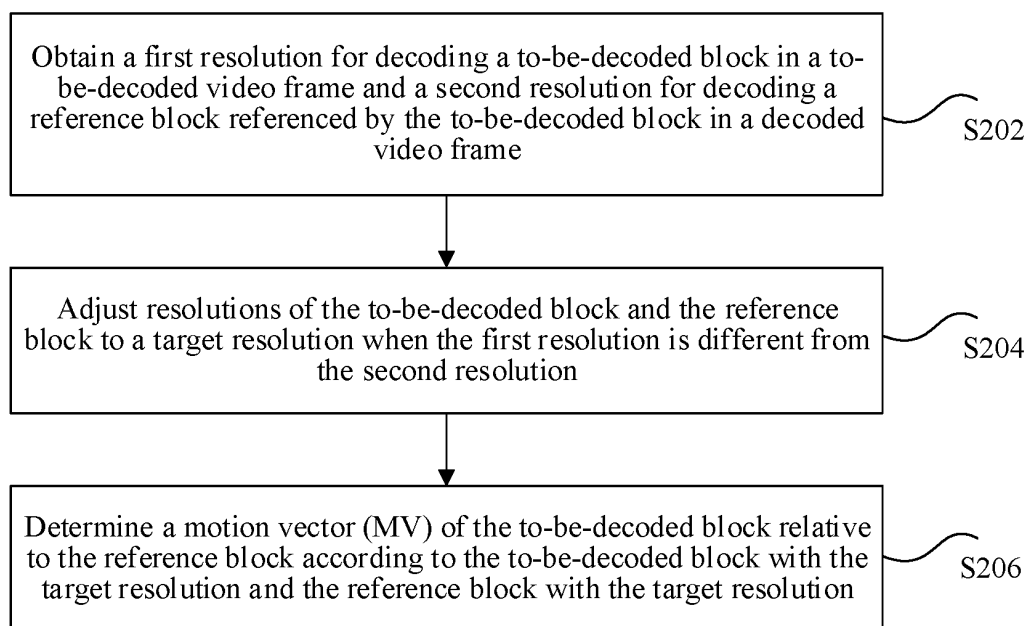 Obtain a first resolution for decoding a to-be-decoded block in a to-
be-decoded video frame and a second resolution for decoding a
reference block referenced by the to-be-decoded block in a decoded
video frame
S202
Adjust resolutions of the to-be-decoded block and the reference
block to a target resolution when the first resolution is different from
the second resolution
S204
Determine a motion vector (MV) of the to-be-decoded block relative
to the reference block according to the to-be-decoded block with the
target resolution and the reference block with the target resolution
S206